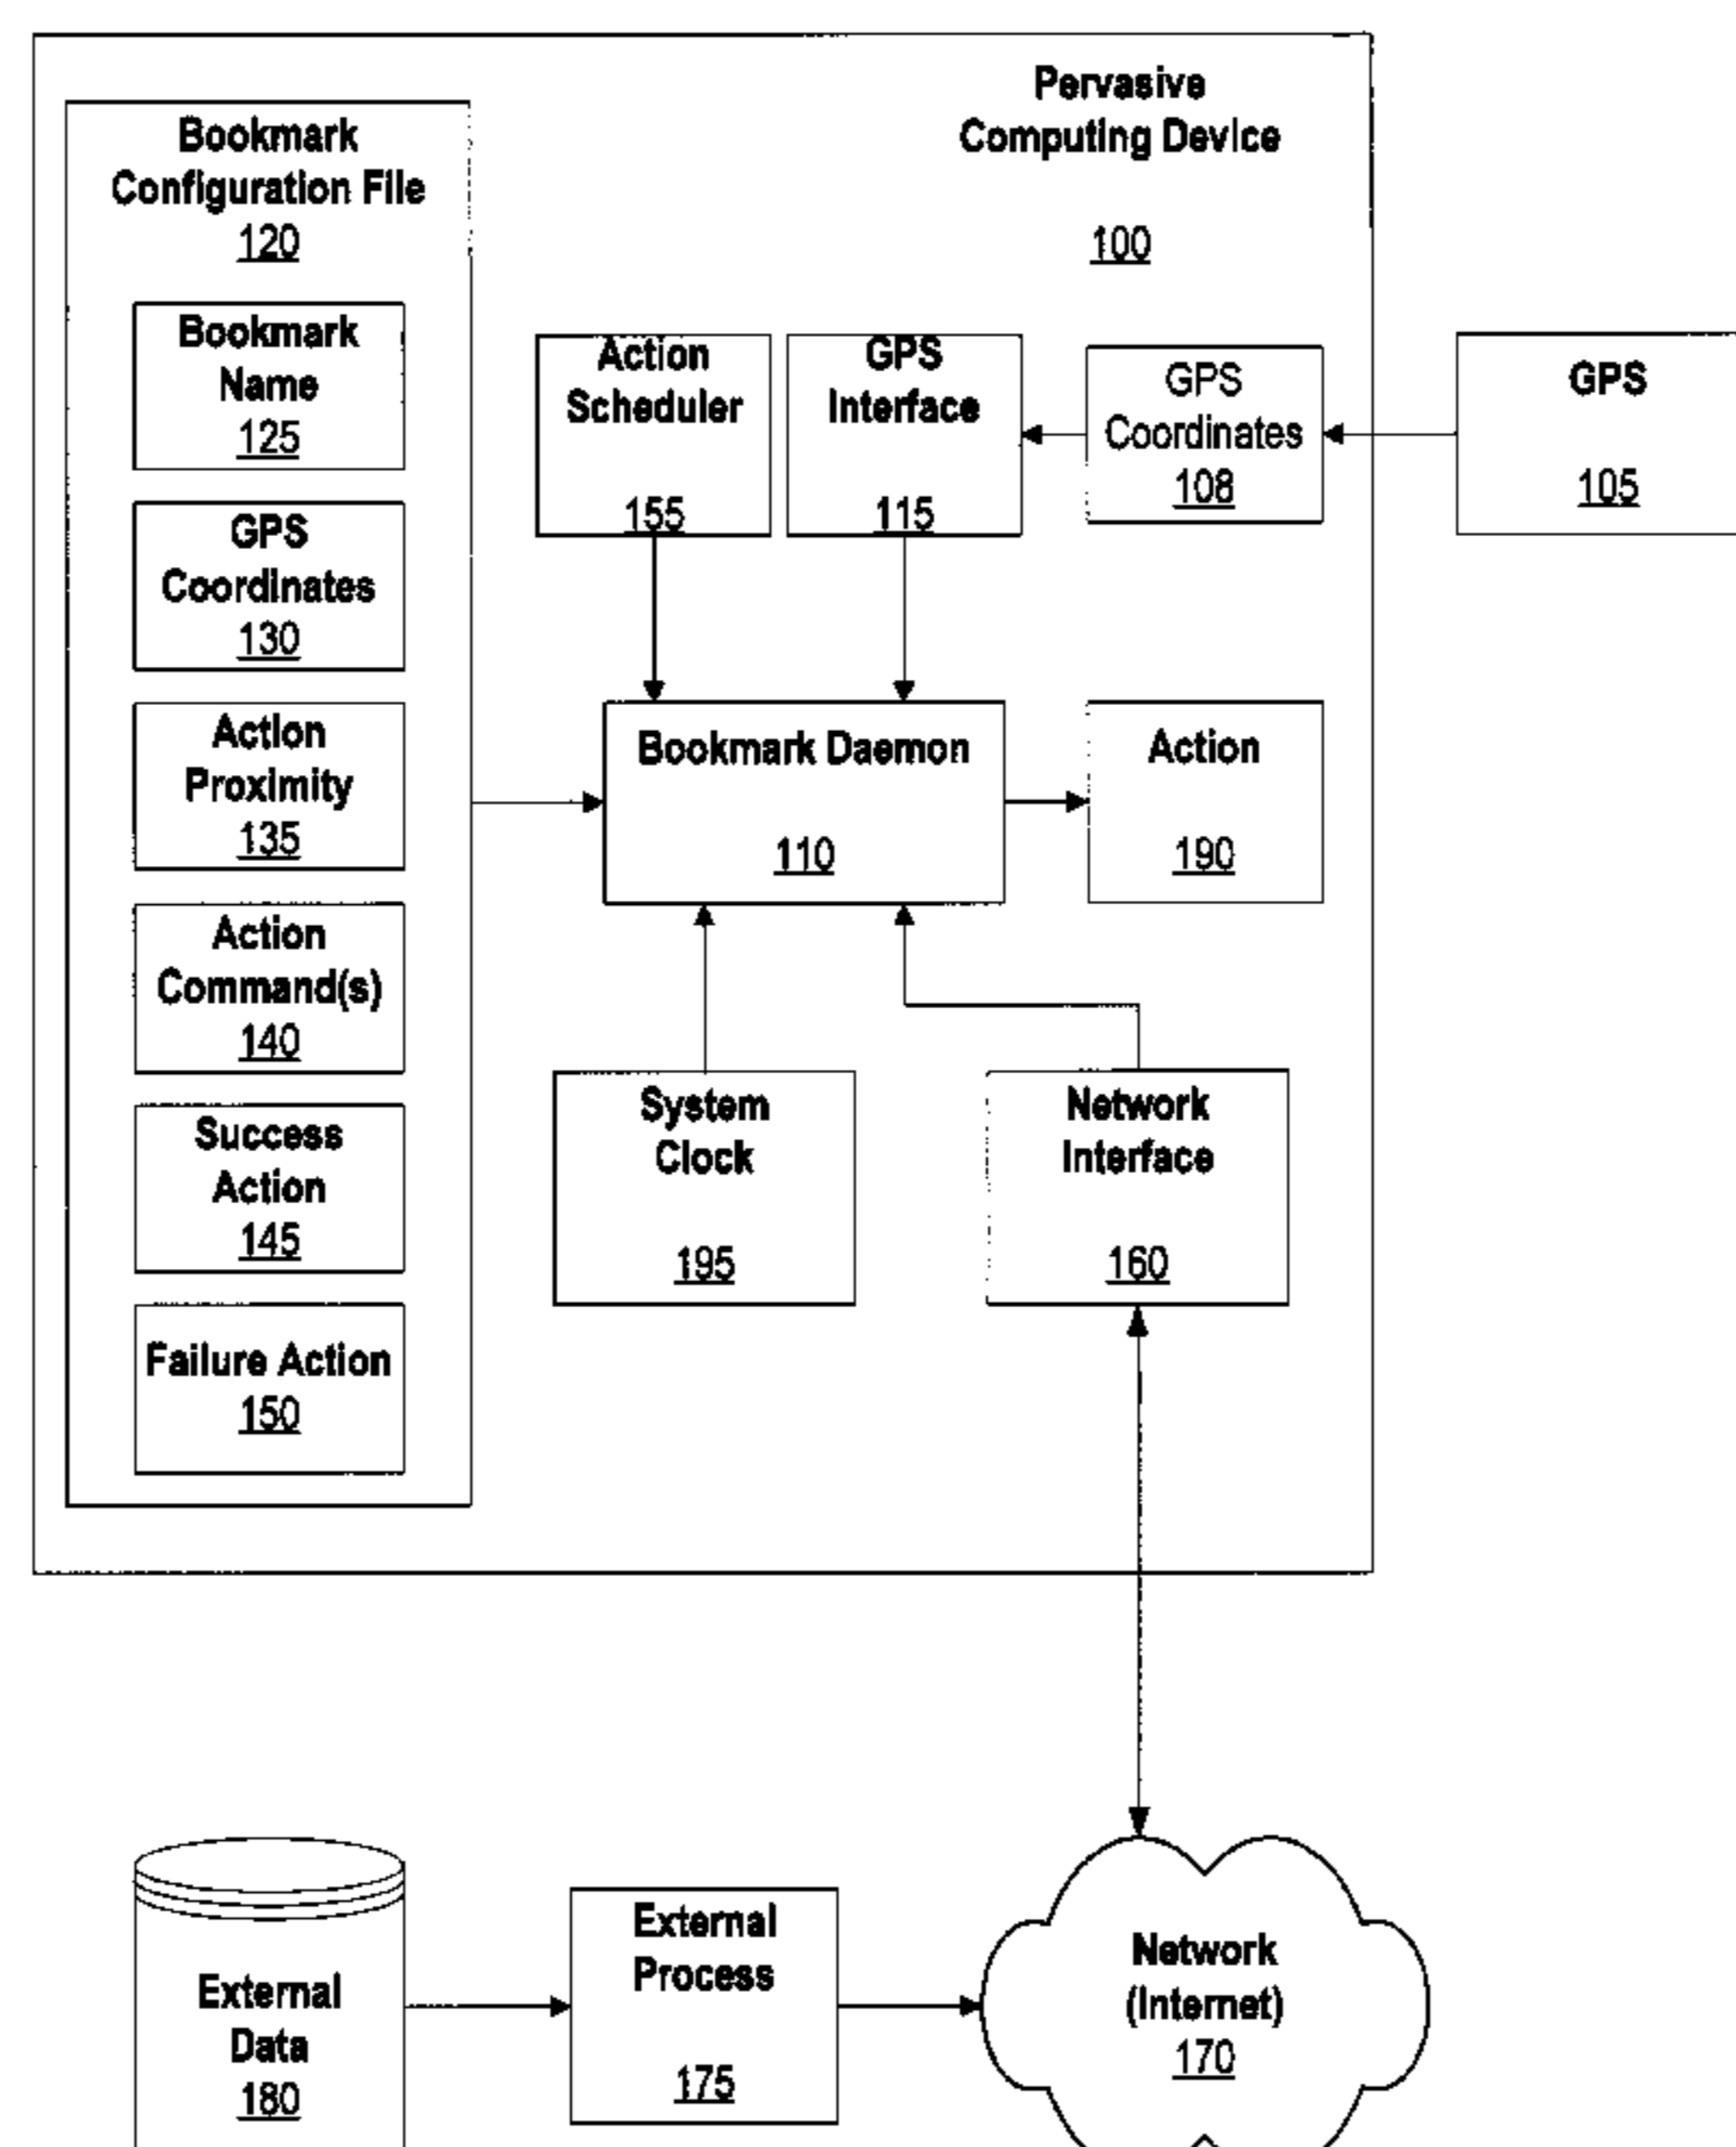 Pervasive
Computing Device
100
Bookmark
Configuration File
120
Bookmark
Name
125
GPS
Coordinates
130
Action
Proximity
135
Action
Command(s)
140
Success
Action
145
Failure Action
150
Action
Scheduler
155
GPS
Interface
115
GPS
Coordinates
108
GPS
105
Bookmark Daemon
110
Action
190
System
Clock
195
Network
Interface
160
External
Data
180
External
Process
175
Network
(Internet)
170